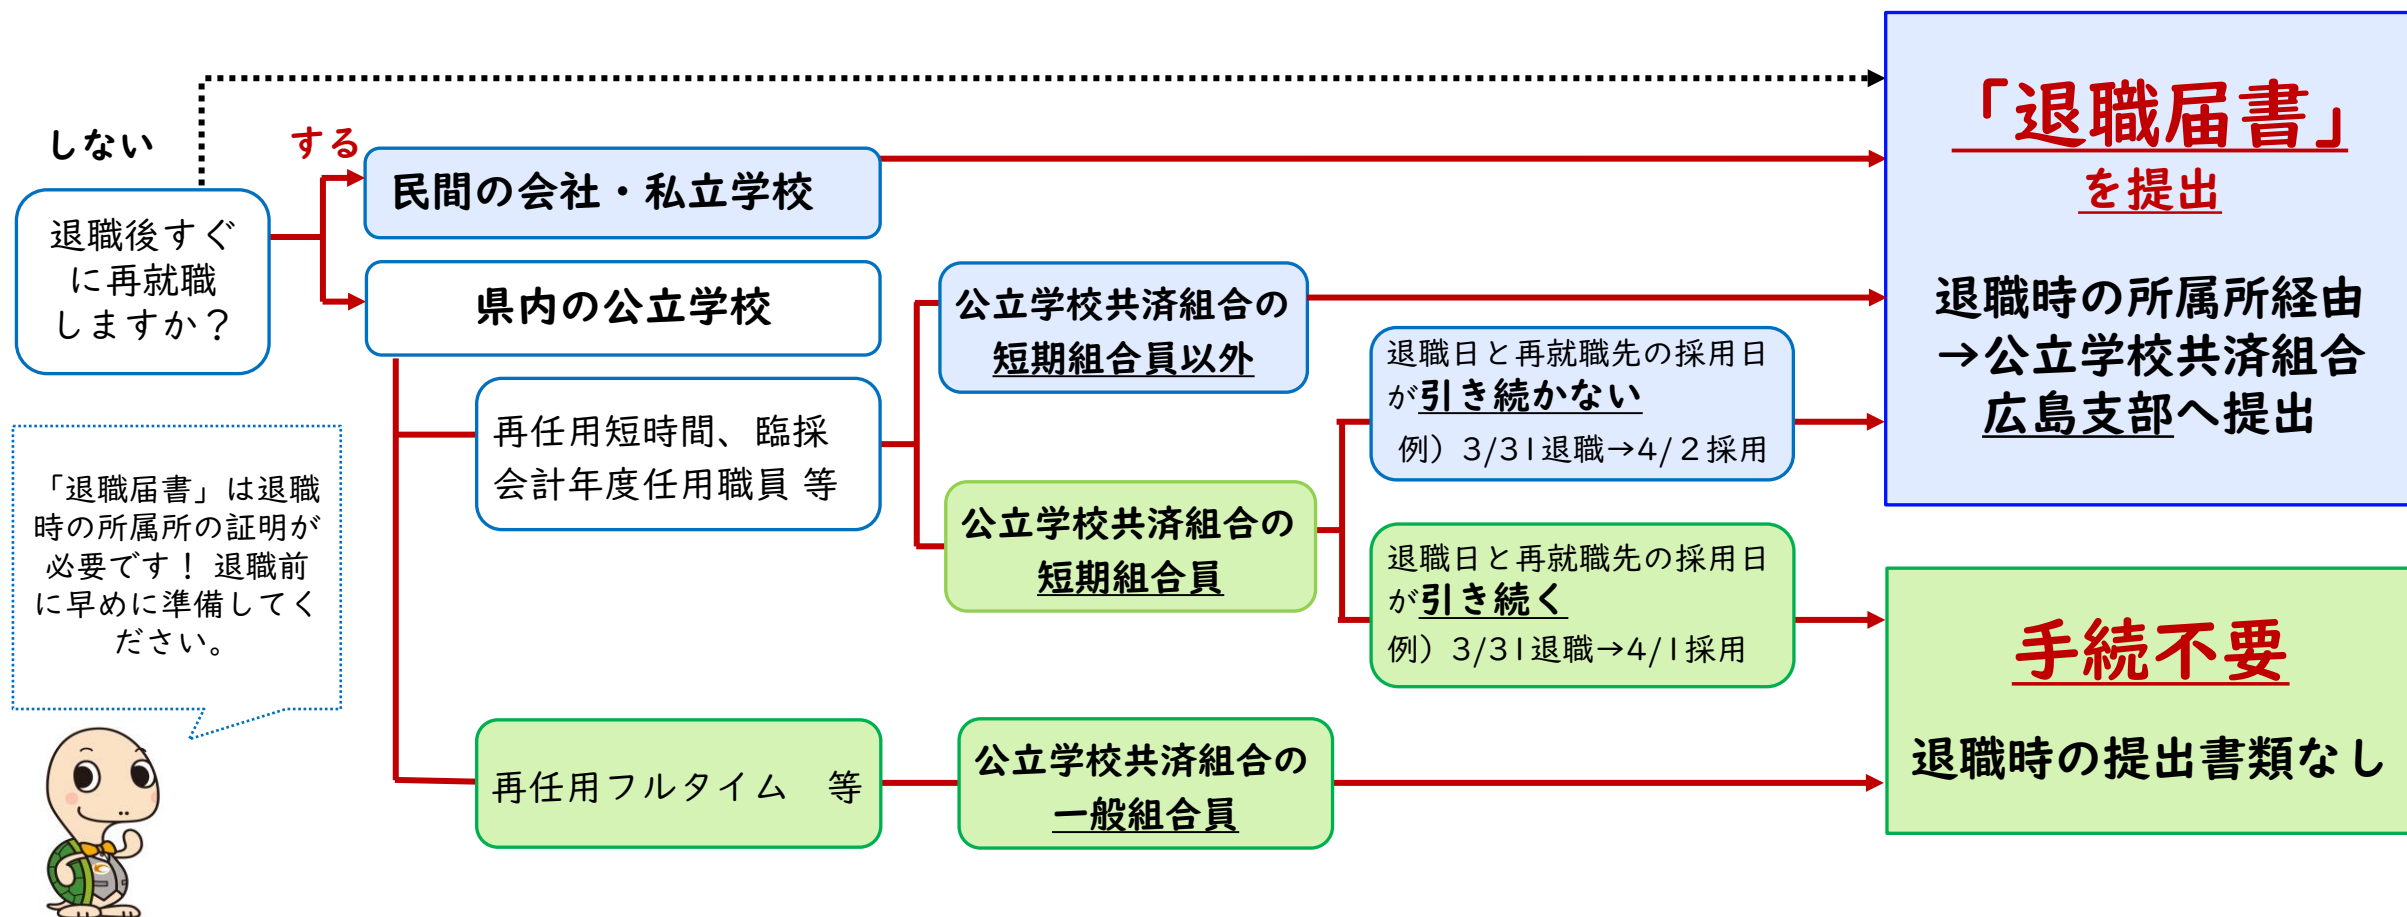 しない
する
退職後すぐ
に再就職
しますか？
民間の会社・私立学校
県内の公立学校
再任用短時間、臨採
会計年度任用職員 等
再任用フルタイム　等
公立学校共済組合の
短期組合員以外
公立学校共済組合の
短期組合員
公立学校共済組合の
一般組合員
退職日と再就職先の採用日
が引き続かない
例）3/31退職→4/２採用
退職日と再就職先の採用日
が引き続く
例）3/31退職→4/1採用
「退職届書」
を提出
退職時の所属所経由
→公立学校共済組合
広島支部へ提出
手続不要
退職時の提出書類なし
「退職届書」は退職
時の所属所の証明が
必要です！ 退職前
に早めに準備してく
ださい。